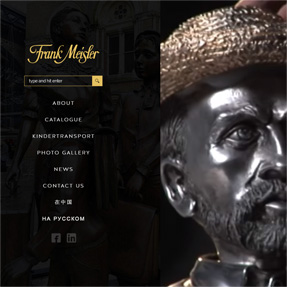 Frank Meisler
type and hit enter
ABOUT
CATALOGUE
KINDERTRANSPORT
PHOTO GALLERY
NEWS
CONTACT US
在中国
НА РУССКОМ